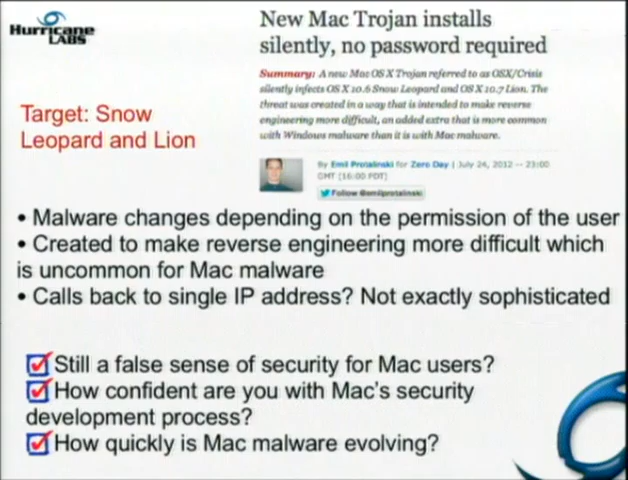 Hurricane
LABS
New Mac Trojan installs
silently, no password required
Summary: A new Mac OS X Trojan referred to as OSX/Crisis
silently infects OS X 10.6 Snow Leopard and OS X 10.7 Lion. The
threat was created in a way that is intended to make reverse
engineering more difficult, an added extra that is more common
with Windows malware than it is with Mac malware.
Target: Snow
Leopard and Lion
By Emil Protalinski for Zero Day | July 24, 2012 -- 23:00
GMT (16:00 PDT)
Follow @emilprotalinski
• Malware changes depending on the permission of the user
• Created to make reverse engineering more difficult which
is uncommon for Mac malware
• Calls back to single IP address? Not exactly sophisticated
Still a false sense of security for Mac users?
How confident are you with Mac's security
development process?
How quickly is Mac malware evolving?